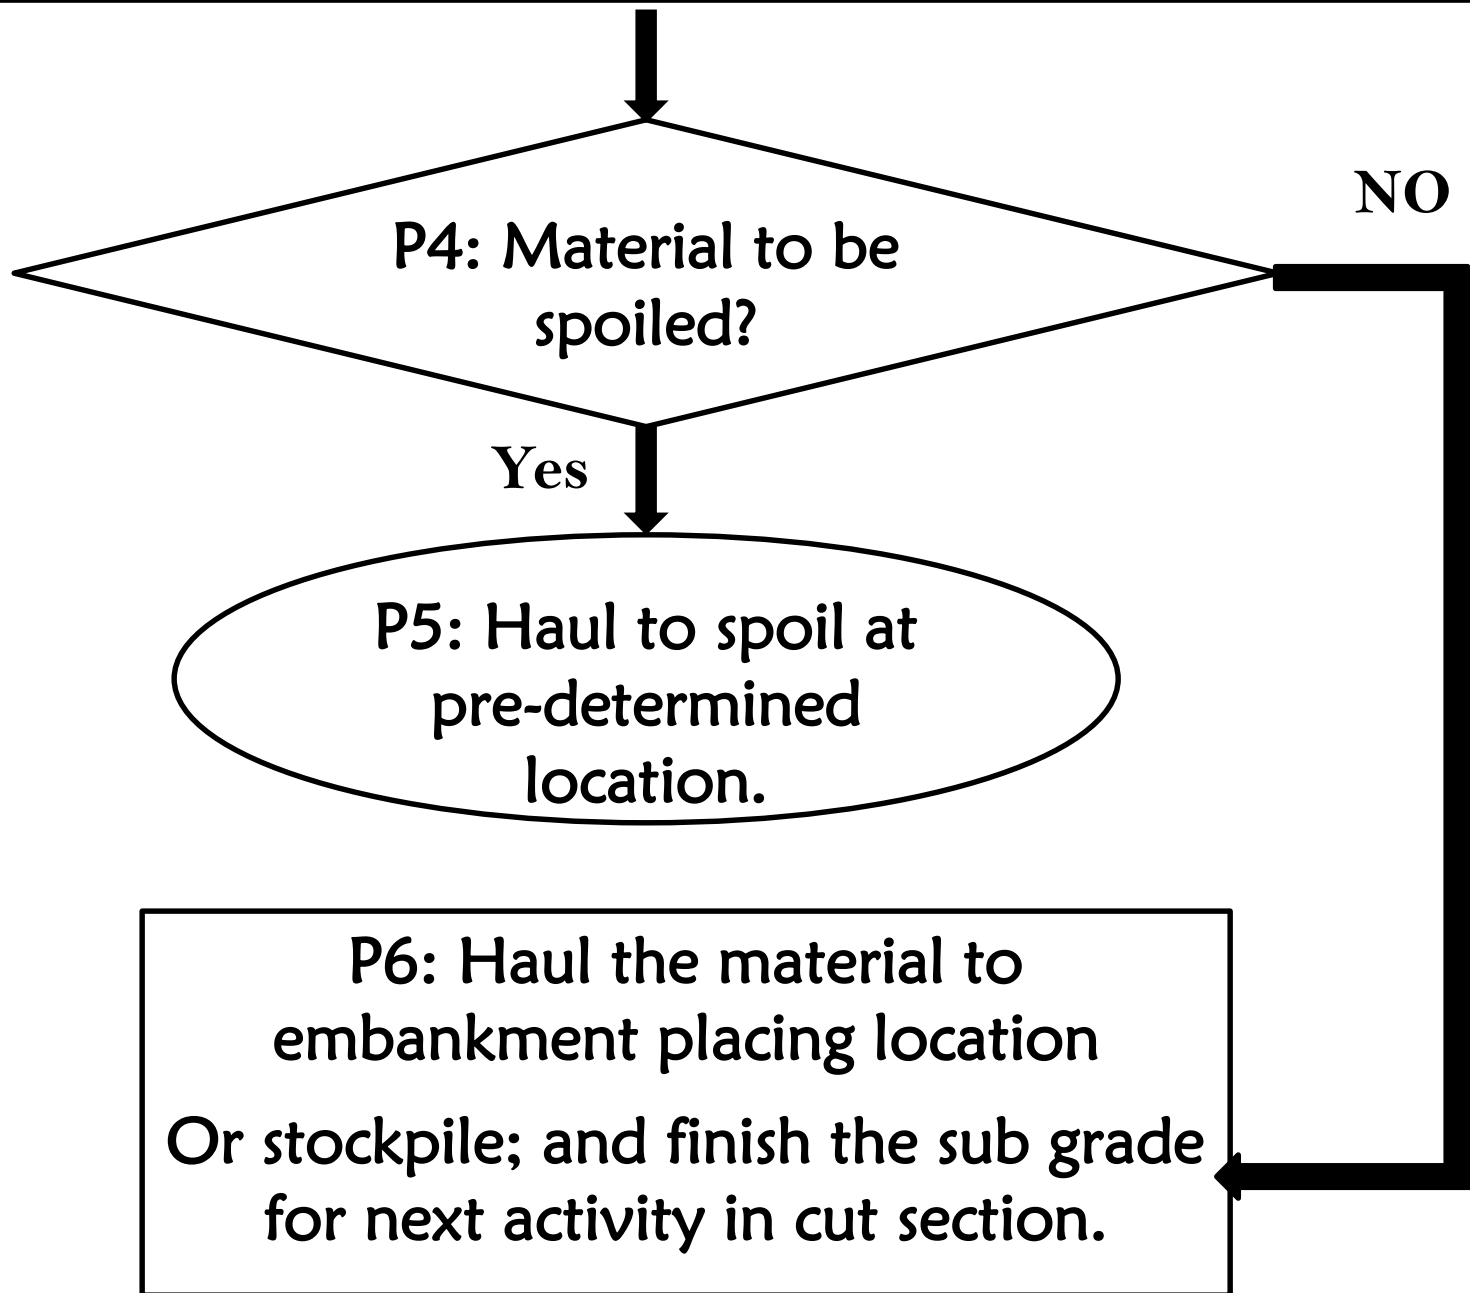 NO
P4: Material to be
spoiled?
Yes
P5: Haul to spoil at
pre-determined
location.
P6: Haul the material to
embankment placing location
Or stockpile; and finish the sub grade
for next activity in cut section.